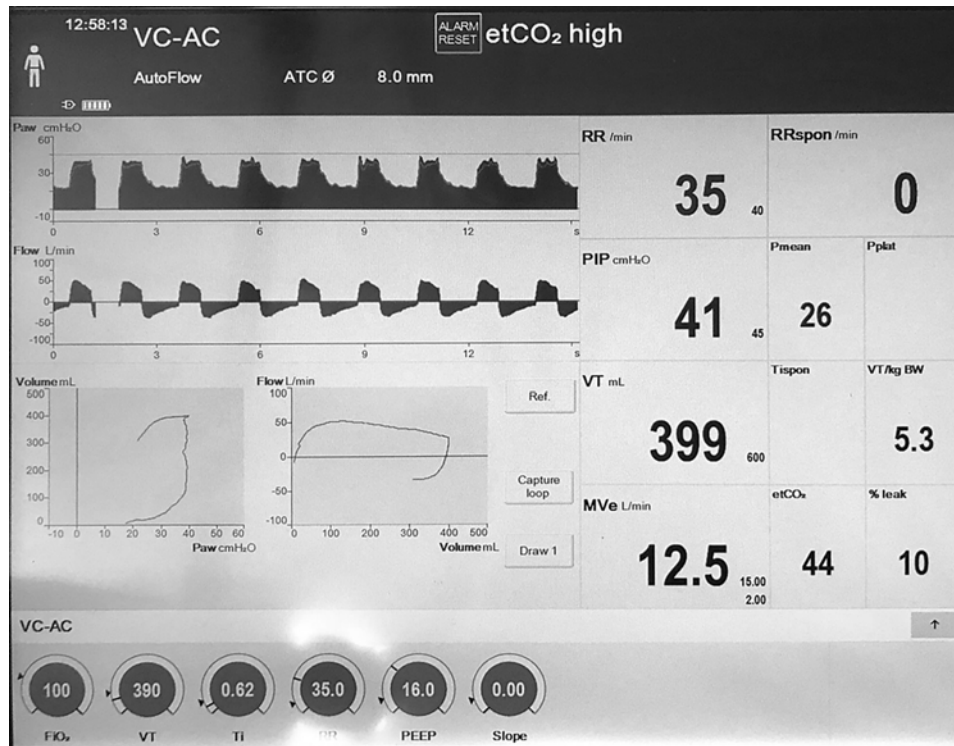 12:58:13 VC-AC ALARM RESET etCO₂ high
AutoFlow ATC Ø 8.0 mm
Paw cmH₂O
60
30
-10
0 3 6 9 12 s
Flow L/min
100
50
0
-50
-100
0 3 6 9 12 s
Volume mL
500
400
300
200
100
0
-10 0 10 20 30 40 50 60
Paw cmH₂O
Flow L/min
100
50
0
-50
-100
0 100 200 300 400 500
Volume mL
Ref.
Capture loop
Draw 1
RR /min
35 40
RRspon /min
0
PIP cmH₂O
41 45
Pmean
26
Pplat
VT mL
399 600
Tispon
VT/kg BW
5.3
MVe L/min
12.5 15.00
2.00
etCO₂
44
% leak
10
VC-AC
100 390 0.62 35.0 16.0 0.00
FiO₂ VT Ti RR PEEP Slope